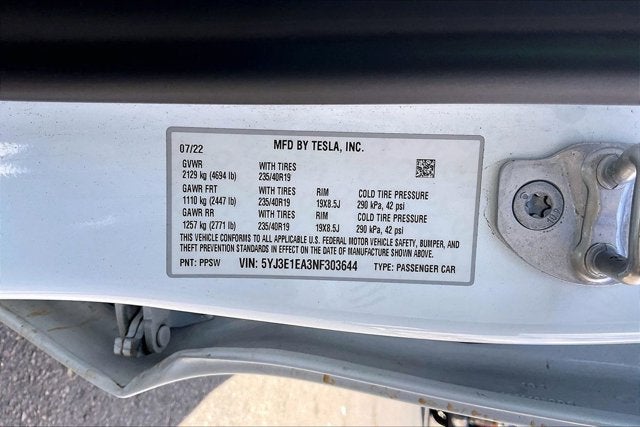 07/22 MFD BY TESLA, INC.
GVWR WITH TIRES
2129 kg (4694 lb) 235/40R19
GAWR FRT WITH TIRES RIM COLD TIRE PRESSURE
1110 kg (2447 lb) 235/40R19 19X8.5J 290 kPa, 42 psi
GAWR RR WITH TIRES RIM COLD TIRE PRESSURE
1257 kg (2771 lb) 235/40R19 19X8.5J 290 kPa, 42 psi
THIS VEHICLE CONFORMS TO ALL APPLICABLE U.S. FEDERAL MOTOR VEHICLE SAFETY, BUMPER, AND
THEFT PREVENTION STANDARDS IN EFFECT ON THE DATE OF MANUFACTURE SHOWN ABOVE.
PNT: PPSW VIN: 5YJ3E1EA3NF303644 TYPE: PASSENGER CAR